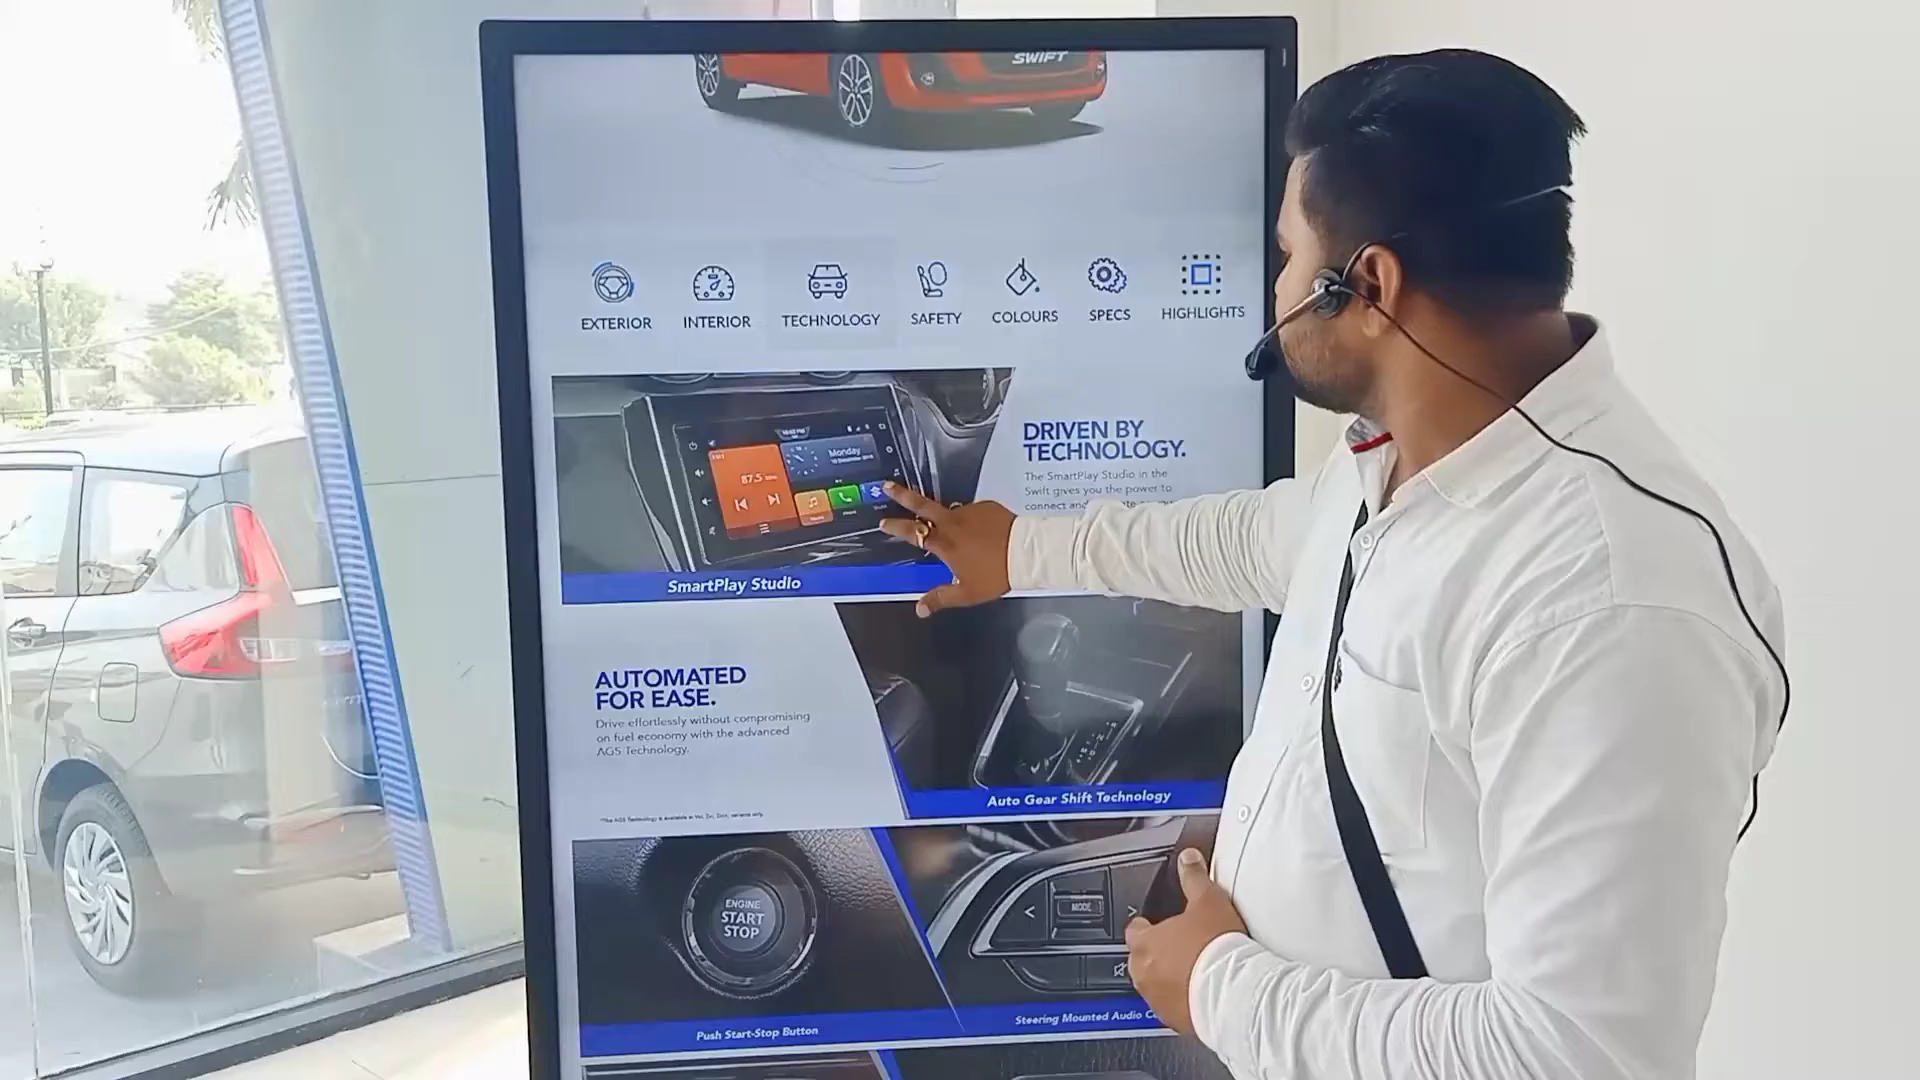 SWIFT
EXTERIOR
INTERIOR
TECHNOLOGY
SAFETY
COLOURS
SPECS
HIGHLIGHTS
Monday
87.5
DRIVEN BY
TECHNOLOGY.
The SmartPlay Studio in the
Swift gives you the power to
connect and
SmartPlay Studio
AUTOMATED
FOR EASE.
Drive effortlessly without compromising
on fuel economy with the advanced
AGS Technology.
Auto Gear Shift Technology
ENGINE
START
STOP
MODE
Push Start-Stop Button
Steering Mounted Audio